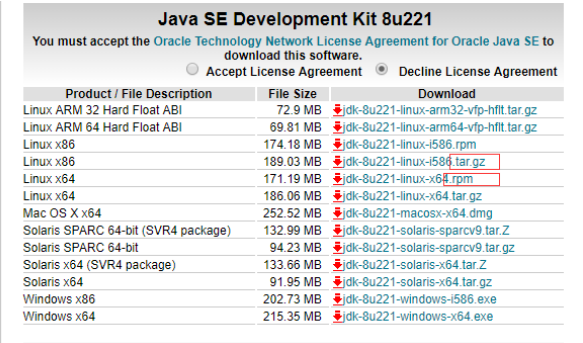 Java SE Development Kit 8u221
You must accept the Oracle Technology Network License Agreement for Oracle Java SE to
download this software.
Accept License Agreement Decline License Agreement
Product / File Description File Size Download
Linux ARM 32 Hard Float ABI 72.9 MB jdk-8u221-linux-arm32-vfp-hflt.tar.gz
Linux ARM 64 Hard Float ABI 69.81 MB jdk-8u221-linux-arm64-vfp-hflt.tar.gz
Linux x86 174.18 MB jdk-8u221-linux-i586.rpm
Linux x86 189.03 MB jdk-8u221-linux-i586.tar.gz
Linux x64 171.19 MB jdk-8u221-linux-x64.rpm
Linux x64 186.06 MB jdk-8u221-linux-x64.tar.gz
Mac OS X x64 252.52 MB jdk-8u221-macosx-x64.dmg
Solaris SPARC 64-bit (SVR4 package) 132.99 MB jdk-8u221-solaris-sparcv9.tar.Z
Solaris SPARC 64-bit 94.23 MB jdk-8u221-solaris-sparcv9.tar.gz
Solaris x64 (SVR4 package) 133.66 MB jdk-8u221-solaris-x64.tar.Z
Solaris x64 91.95 MB jdk-8u221-solaris-x64.tar.gz
Windows x86 202.73 MB jdk-8u221-windows-i586.exe
Windows x64 215.35 MB jdk-8u221-windows-x64.exe